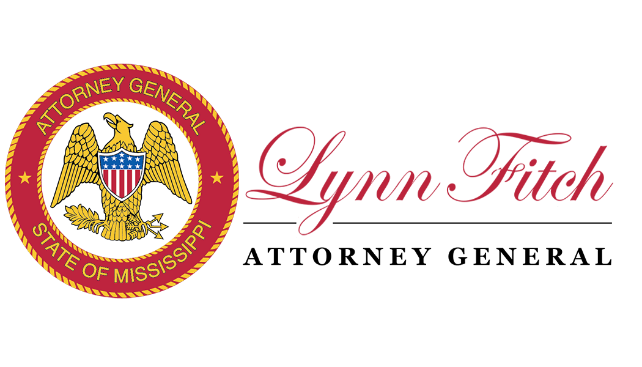 ATTORNEY GENERAL
STATE OF MISSISSIPPI
Lynn Fitch
ATTORNEY GENERAL